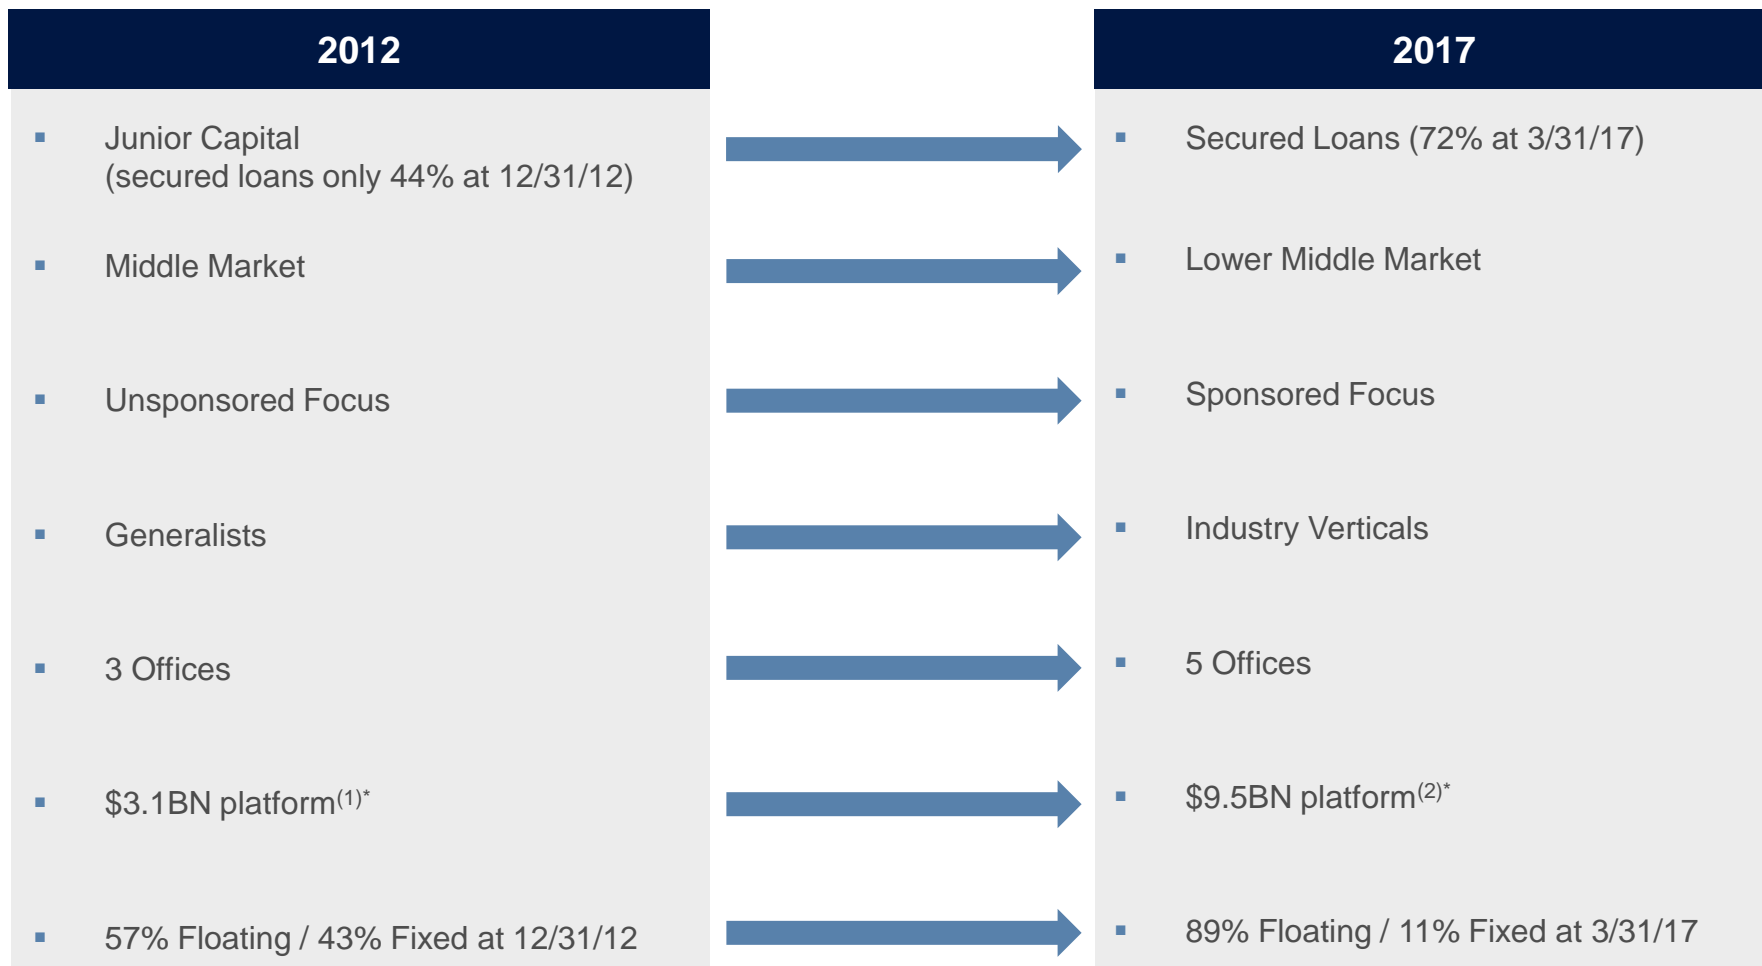 2012
2017
▪ Junior Capital
(secured loans only 44% at 12/31/12)
▪ Secured Loans (72% at 3/31/17)
▪ Middle Market
▪ Lower Middle Market
▪ Unsponsored Focus
▪ Sponsored Focus
▪ Generalists
▪ Industry Verticals
▪ 3 Offices
▪ 5 Offices
▪ $3.1BN platform(1)*
▪ $9.5BN platform(2)*
▪ 57% Floating / 43% Fixed at 12/31/12
▪ 89% Floating / 11% Fixed at 3/31/17